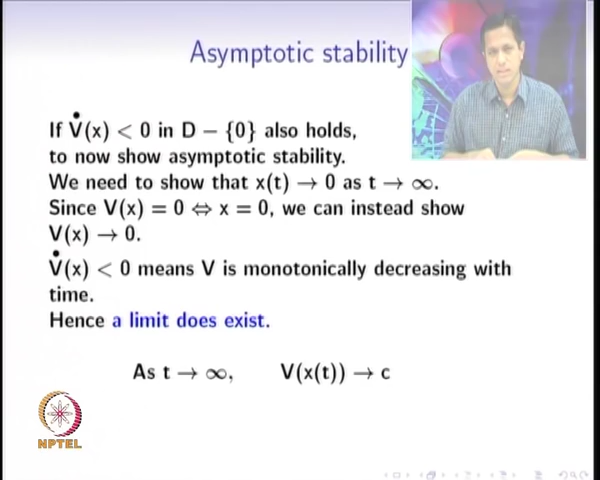 Asymptotic stability
If V̇(x) < 0 in D − {0} also holds,
to now show asymptotic stability.
We need to show that x(t) → 0 as t → ∞.
Since V(x) = 0 ⇔ x = 0, we can instead show
V(x) → 0.
V̇(x) < 0 means V is monotonically decreasing with
time.
Hence a limit does exist.
As t → ∞, V(x(t)) → c
NPTEL